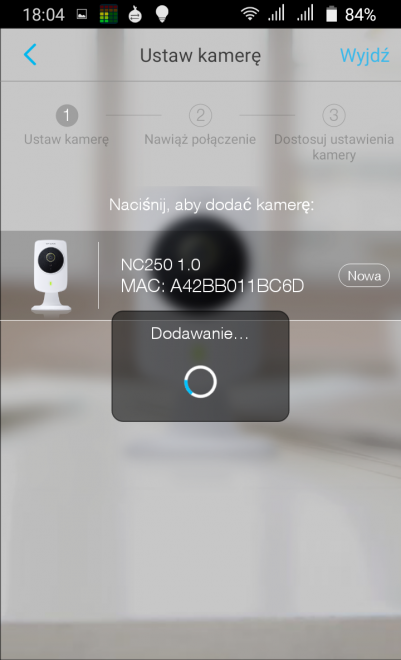 18:04 84%
Ustaw kamerę Wyjdź
1 2 3
Ustaw kamerę Nawiąż połączenie Dostosuj ustawienia
kamery
Naciśnij, aby dodać kamerę:
NC250 1.0
MAC: A42BB011BC6D
Nowa
Dodawanie...